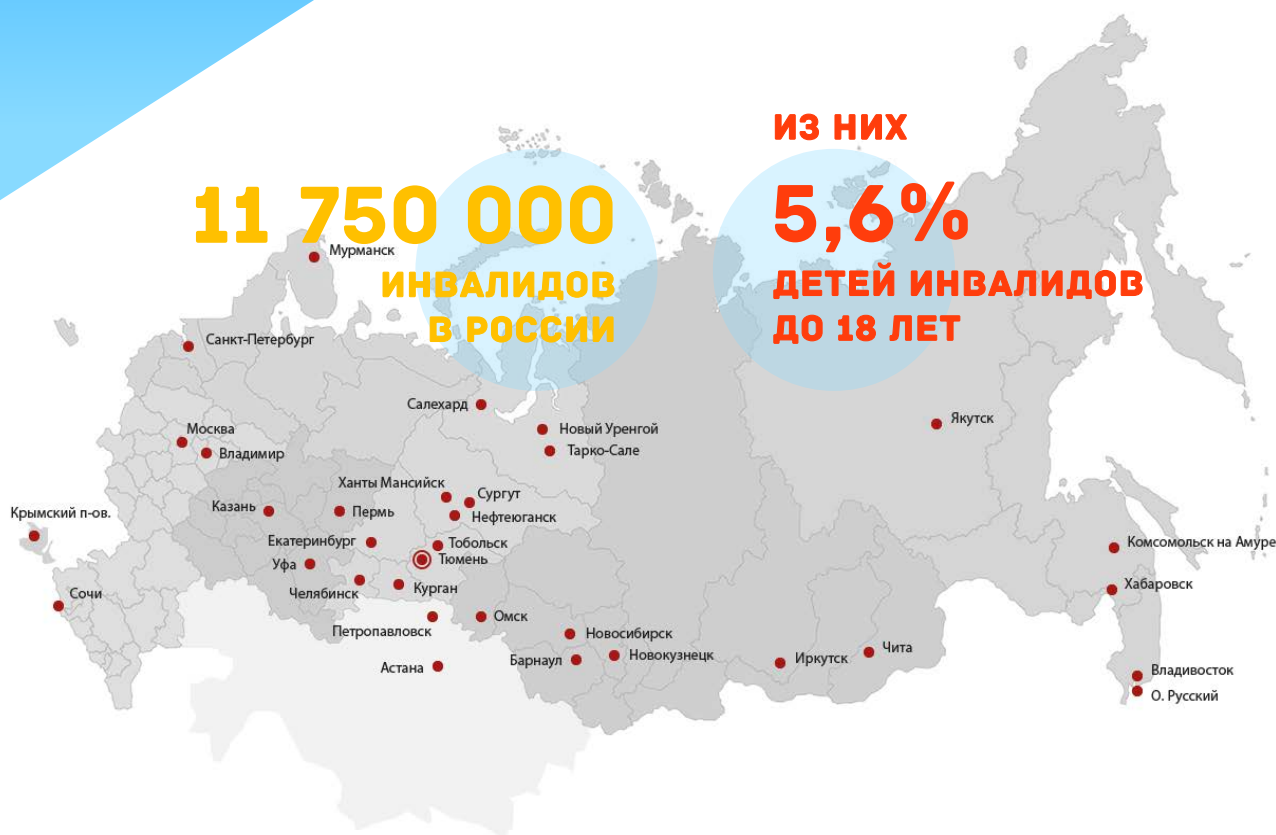 ИЗ НИХ
11 750 000
ИНВАЛИДОВ
В РОССИИ
5,6%
ДЕТЕЙ ИНВАЛИДОВ
ДО 18 ЛЕТ
Мурманск
Санкт-Петербург
Салехард
Новый Уренгой
Тарко-Сале
Якутск
Москва
Владимир
Ханты Мансийск
Сургут
Нефтеюганск
Казань
Пермь
Крымский п-ов.
Екатеринбург
Тобольск
Тюмень
Уфа
Челябинск
Курган
Комсомольск на Амуре
Хабаровск
Сочи
Петропавловск
Омск
Новосибирск
Барнаул
Новокузнецк
Астана
Иркутск
Чита
Владивосток
О. Русский